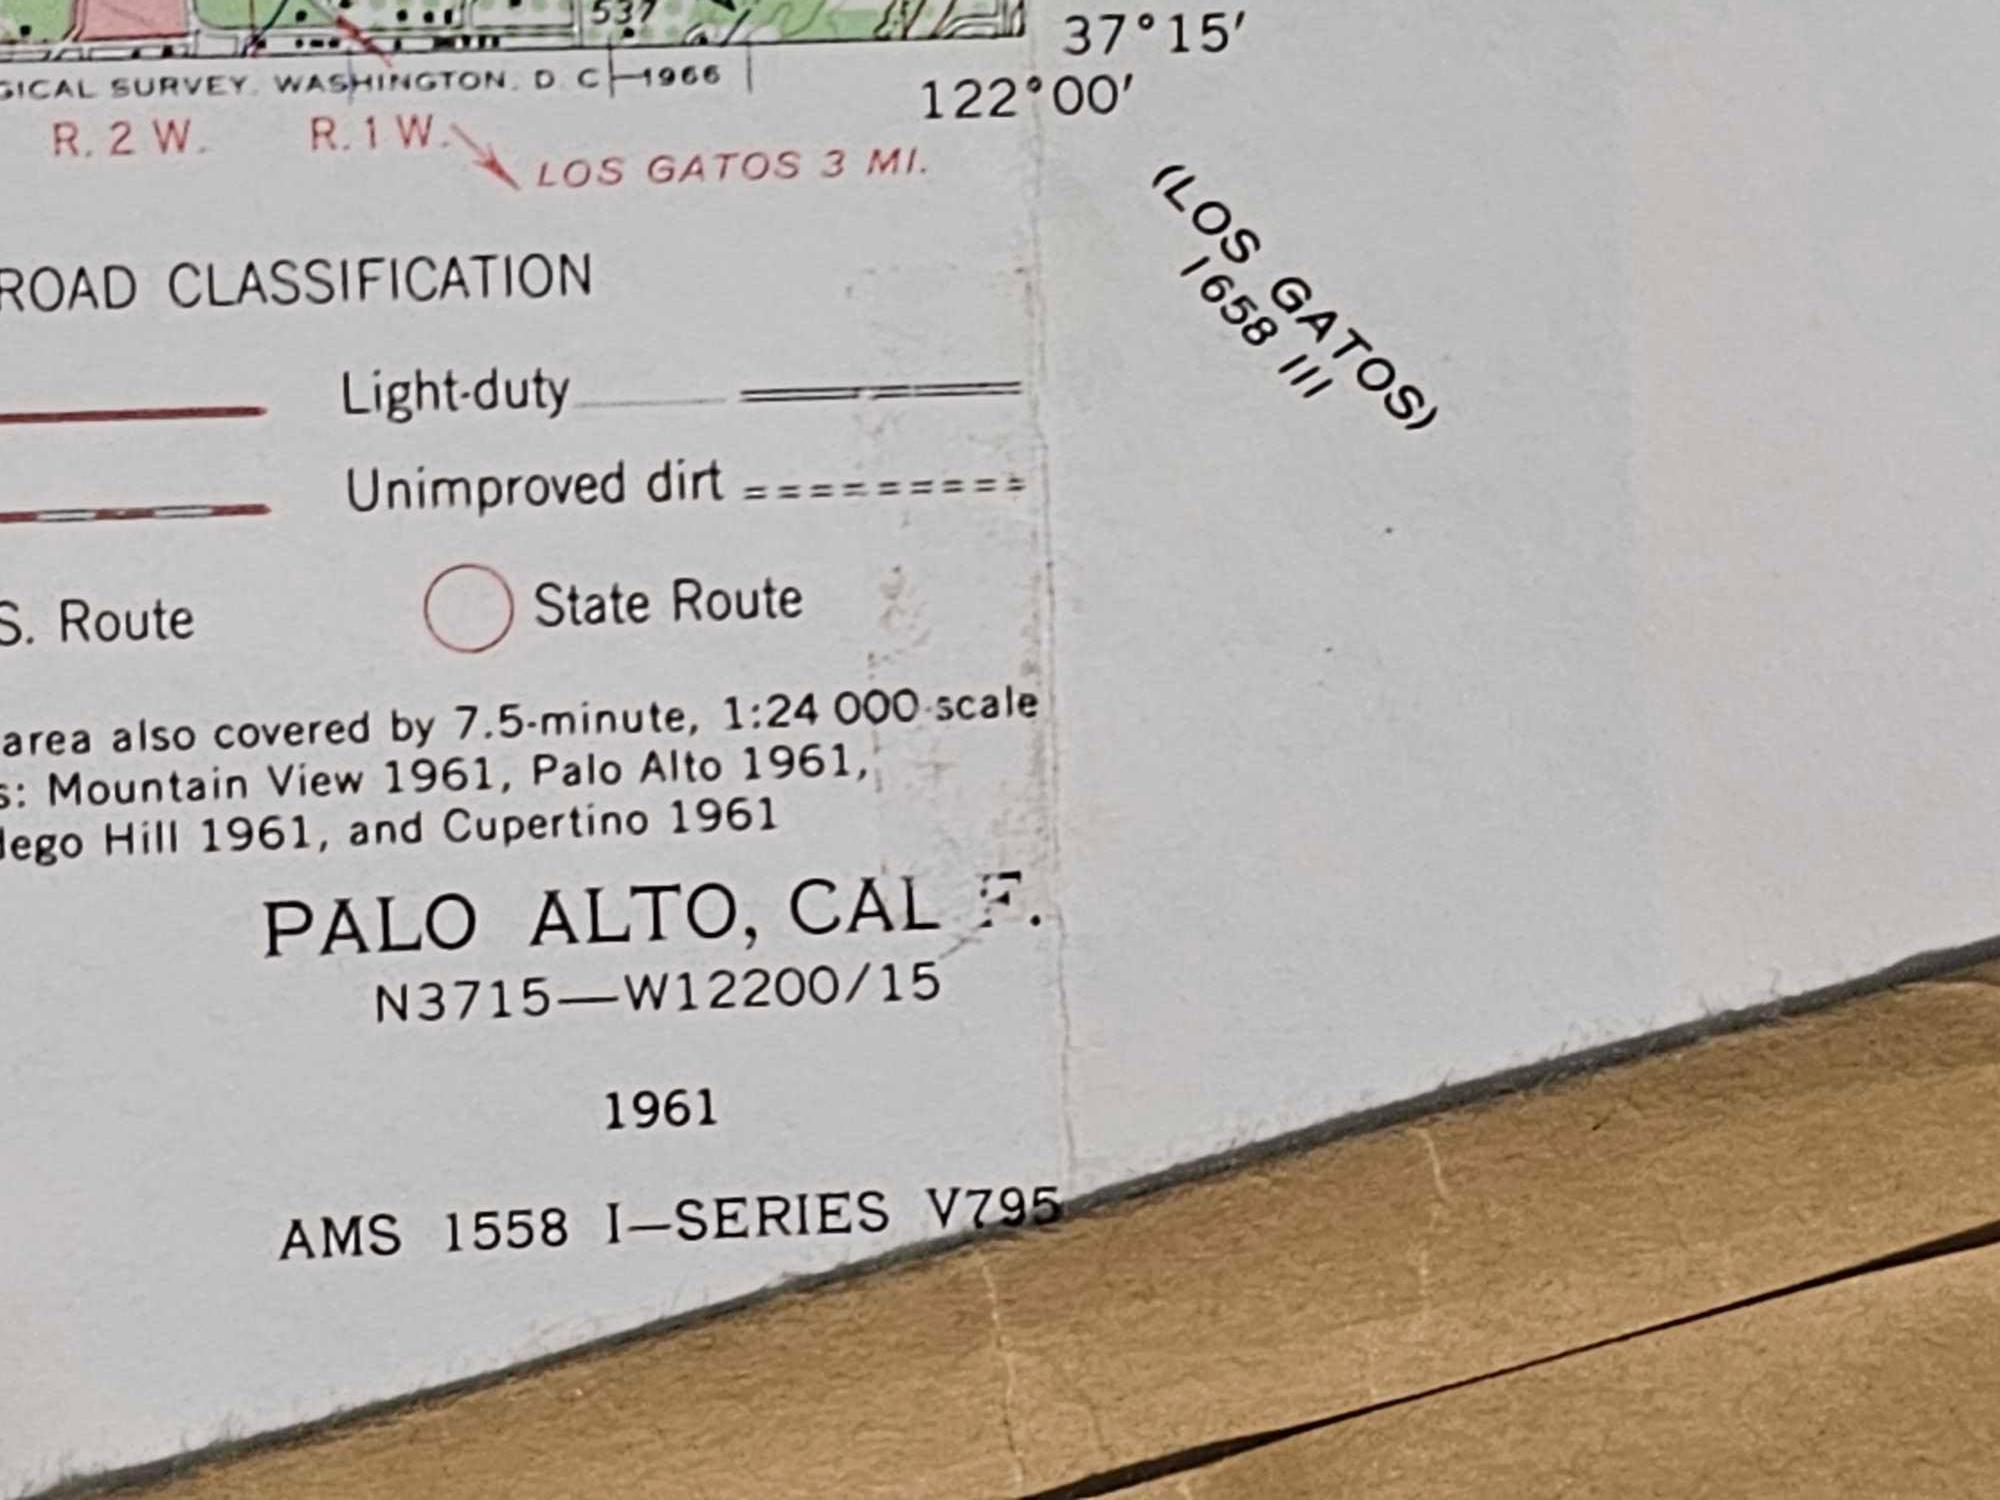 537
37°15'
GICAL SURVEY, WASHINGTON, D. C.—1966
122°00'
R. 2 W. R. 1 W. LOS GATOS 3 MI.
(LOS GATOS)
1658 III
ROAD CLASSIFICATION
Light-duty
Unimproved dirt
S. Route State Route
area also covered by 7.5-minute, 1:24 000 scale
s: Mountain View 1961, Palo Alto 1961,
dego Hill 1961, and Cupertino 1961
PALO ALTO, CAL F.
N3715—W12200/15
1961
AMS 1558 I—SERIES V795